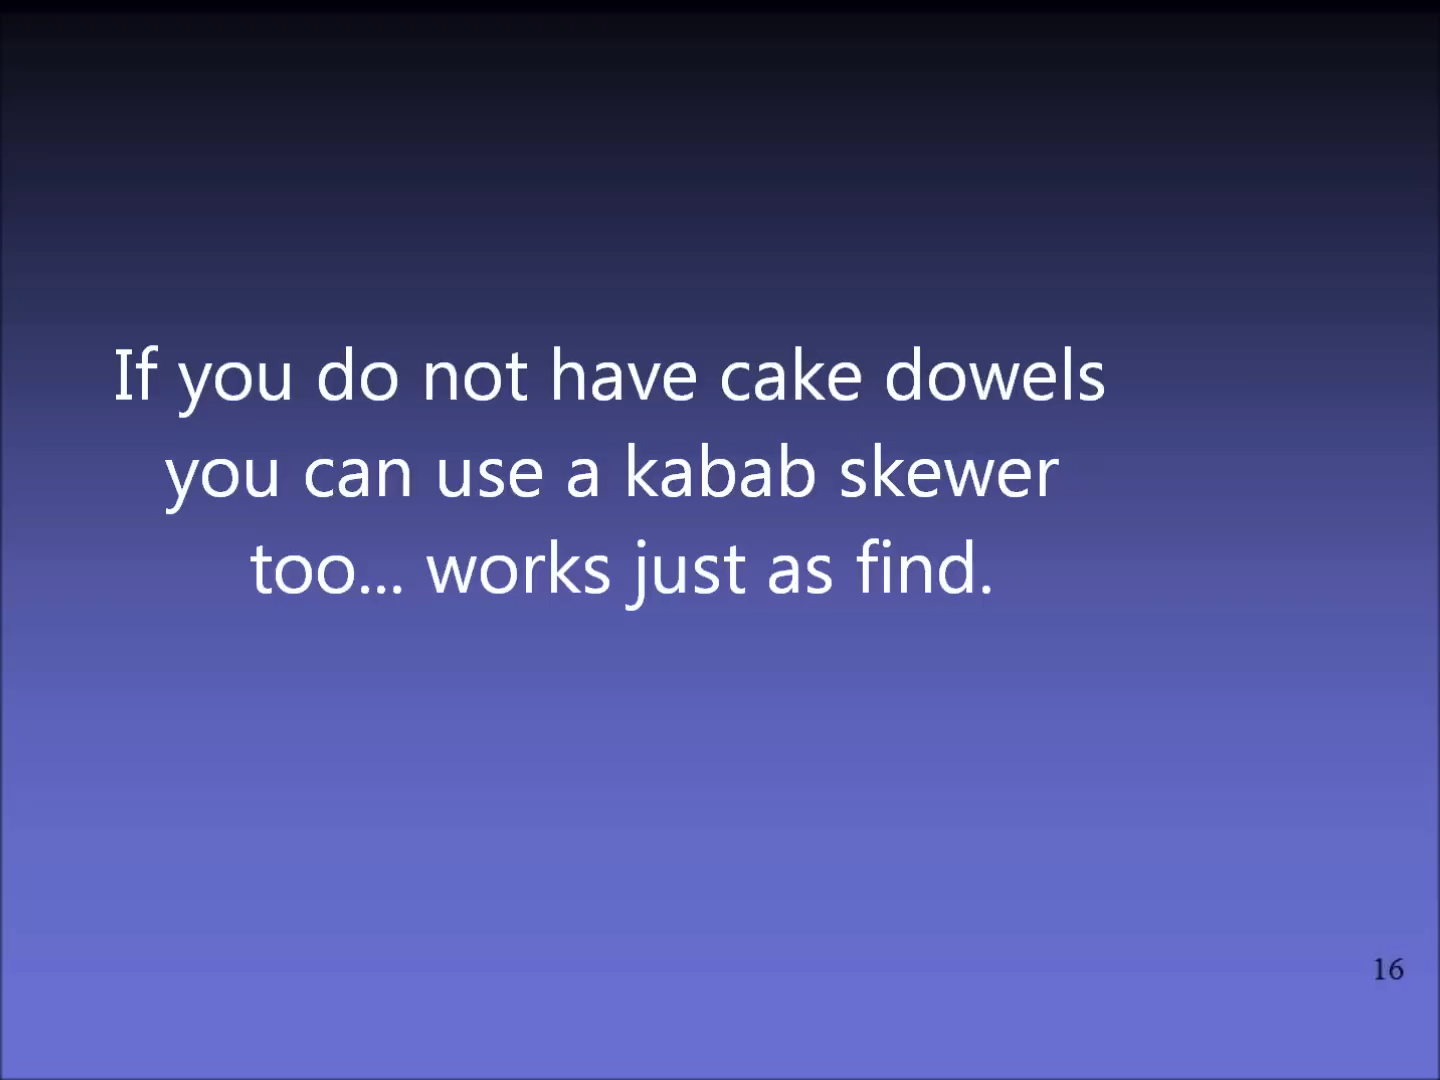 If you do not have cake dowels
you can use a kabab skewer
too... works just as find.
16